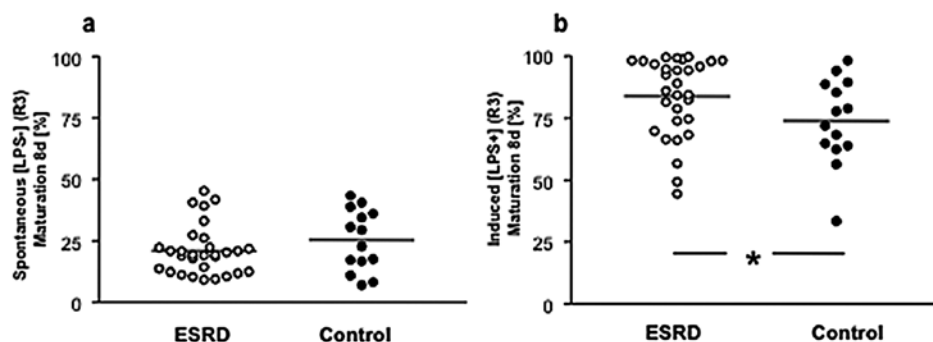 a
Spontaneous [LPS-] (R3)
Maturation 8d [%]
100
75
50
25
0
ESRD
Control
b
Induced [LPS+] (R3)
Maturation 8d [%]
100
75
50
25
0
*
ESRD
Control